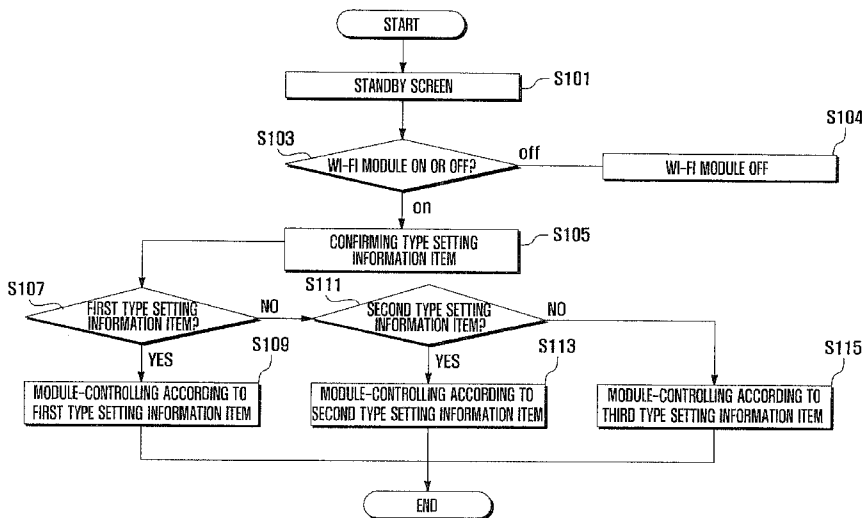 START
STANDBY SCREEN
S101
S103
WI-FI MODULE ON OR OFF?
off
S104
WI-FI MODULE OFF
on
CONFIRMING TYPE SETTING
INFORMATION ITEM
S105
S107
FIRST TYPE SETTING
INFORMATION ITEM?
NO
S111
SECOND TYPE SETTING
INFORMATION ITEM?
NO
YES
S109
YES
S113
S115
MODULE-CONTROLLING ACCORDING TO
FIRST TYPE SETTING INFORMATION ITEM
MODULE-CONTROLLING ACCORDING TO
SECOND TYPE SETTING INFORMATION ITEM
MODULE-CONTROLLING ACCORDING TO
THIRD TYPE SETTING INFORMATION ITEM
END